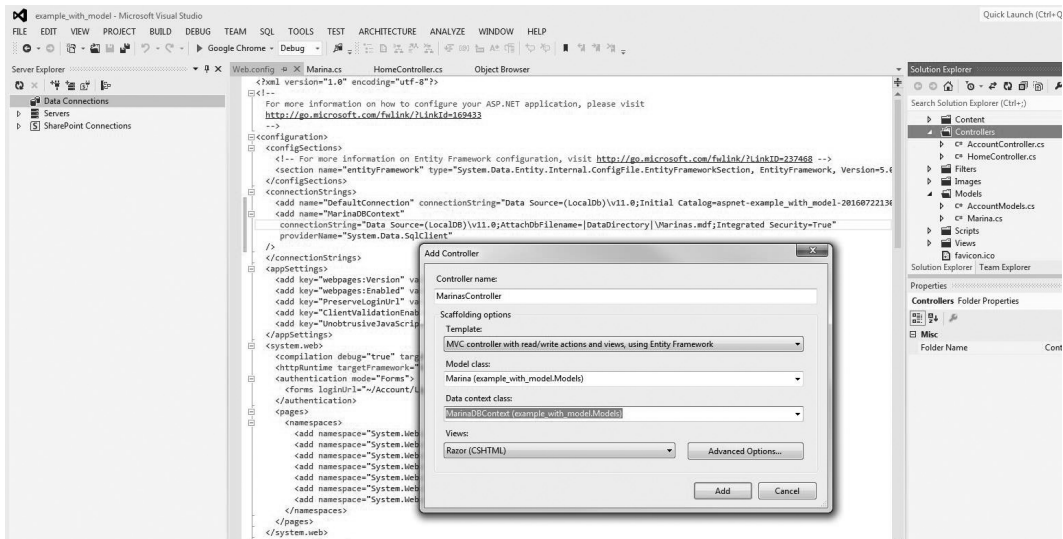 example_with_model - Microsoft Visual Studio
Quick Launch (Ctrl+Q
FILE EDIT VIEW PROJECT BUILD DEBUG TEAM SQL TOOLS TEST ARCHITECTURE ANALYZE WINDOW HELP
Google Chrome Debug
Server Explorer
Data Connections
Servers
SharePoint Connections
Web.config Marina.cs HomeController.cs Object Browser
<?xml version="1.0" encoding="utf-8"?>
<!--
For more information on how to configure your ASP.NET application, please visit
http://go.microsoft.com/fwlink/?LinkId=169433
-->
<configuration>
<configSections>
<!-- For more information on Entity Framework configuration, visit http://go.microsoft.com/fwlink/?LinkID=237468 -->
<section name="entityFramework" type="System.Data.Entity.Internal.ConfigFile.EntityFrameworkSection, EntityFramework, Version=5.0
</configSections>
<connectionStrings>
<add name="DefaultConnection" connectionString="Data Source=(LocalDb)\v11.0;Initial Catalog=aspnet-example_with_model-2016072213
<add name="MarinaDBContext"
connectionString="Data Source=(LocalDB)\v11.0;AttachDbFilename=|DataDirectory|\Marinas.mdf;Integrated Security=True"
providerName="System.Data.SqlClient"
/>
</connectionStrings>
<appSettings>
<add key="webpages:Version" va
<add key="webpages:Enabled" va
<add key="PreserveLoginUrl" va
<add key="ClientValidationEnab
<add key="UnobtrusiveJavaScrip
</appSettings>
<system.web>
<compilation debug="true" targ
<httpRuntime targetFramework="
<authentication mode="Forms">
<forms loginUrl="~/Account/L
</authentication>
<pages>
<namespaces>
<add namespace="System.Web
<add namespace="System.Web
<add namespace="System.Web
<add namespace="System.Web
<add namespace="System.Web
<add namespace="System.Web
</namespaces>
</pages>
</system.web>
Add Controller
Controller name:
MarinasController
Scaffolding options
Template:
MVC controller with read/write actions and views, using Entity Framework
Model class:
Marina (example_with_model.Models)
Data context class:
MarinaDBContext (example_with_model.Models)
Views:
Razor (CSHTML)
Advanced Options...
Add Cancel
Solution Explorer
Search Solution Explorer (Ctrl+;)
Content
Controllers
C# AccountController.cs
C# HomeController.cs
Filters
Images
Models
C# AccountModels.cs
C# Marina.cs
Scripts
Views
favicon.ico
Solution Explorer Team Explorer
Properties
Controllers Folder Properties
Misc
Folder Name Cont